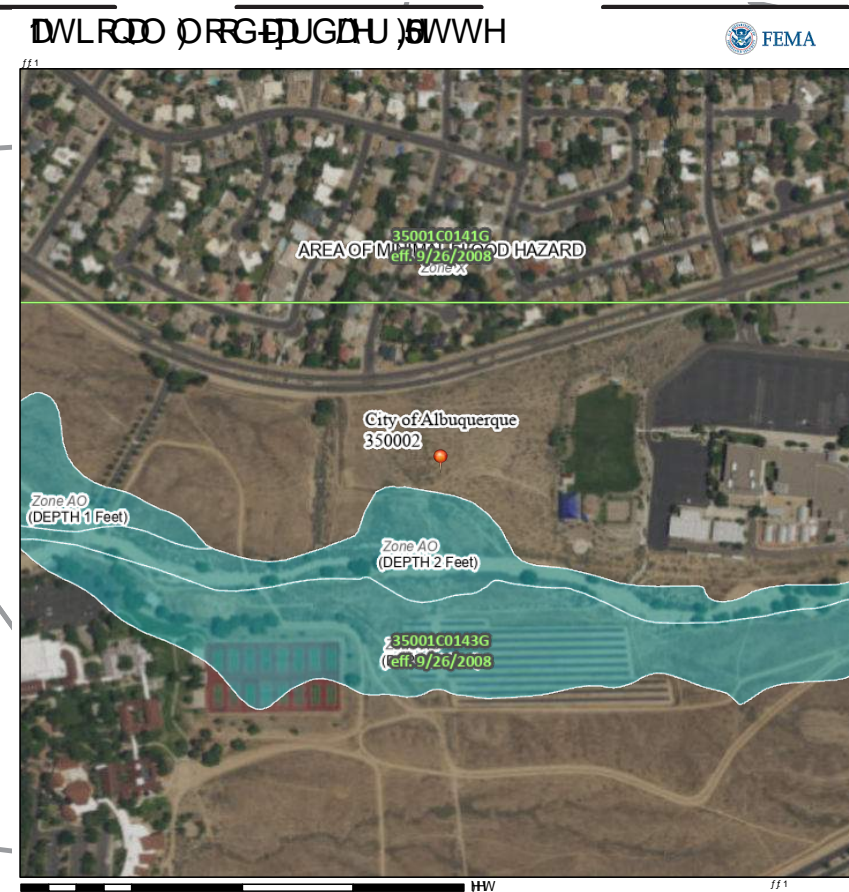 FEMA
35001C0141G
AREA OF MINIMAL FLOOD HAZARD
eff. 9/26/2008
Zone X
City of Albuquerque
350002
Zone AO
(DEPTH 1 Feet)
Zone AO
(DEPTH 2 Feet)
35001C0143G
eff. 9/26/2008